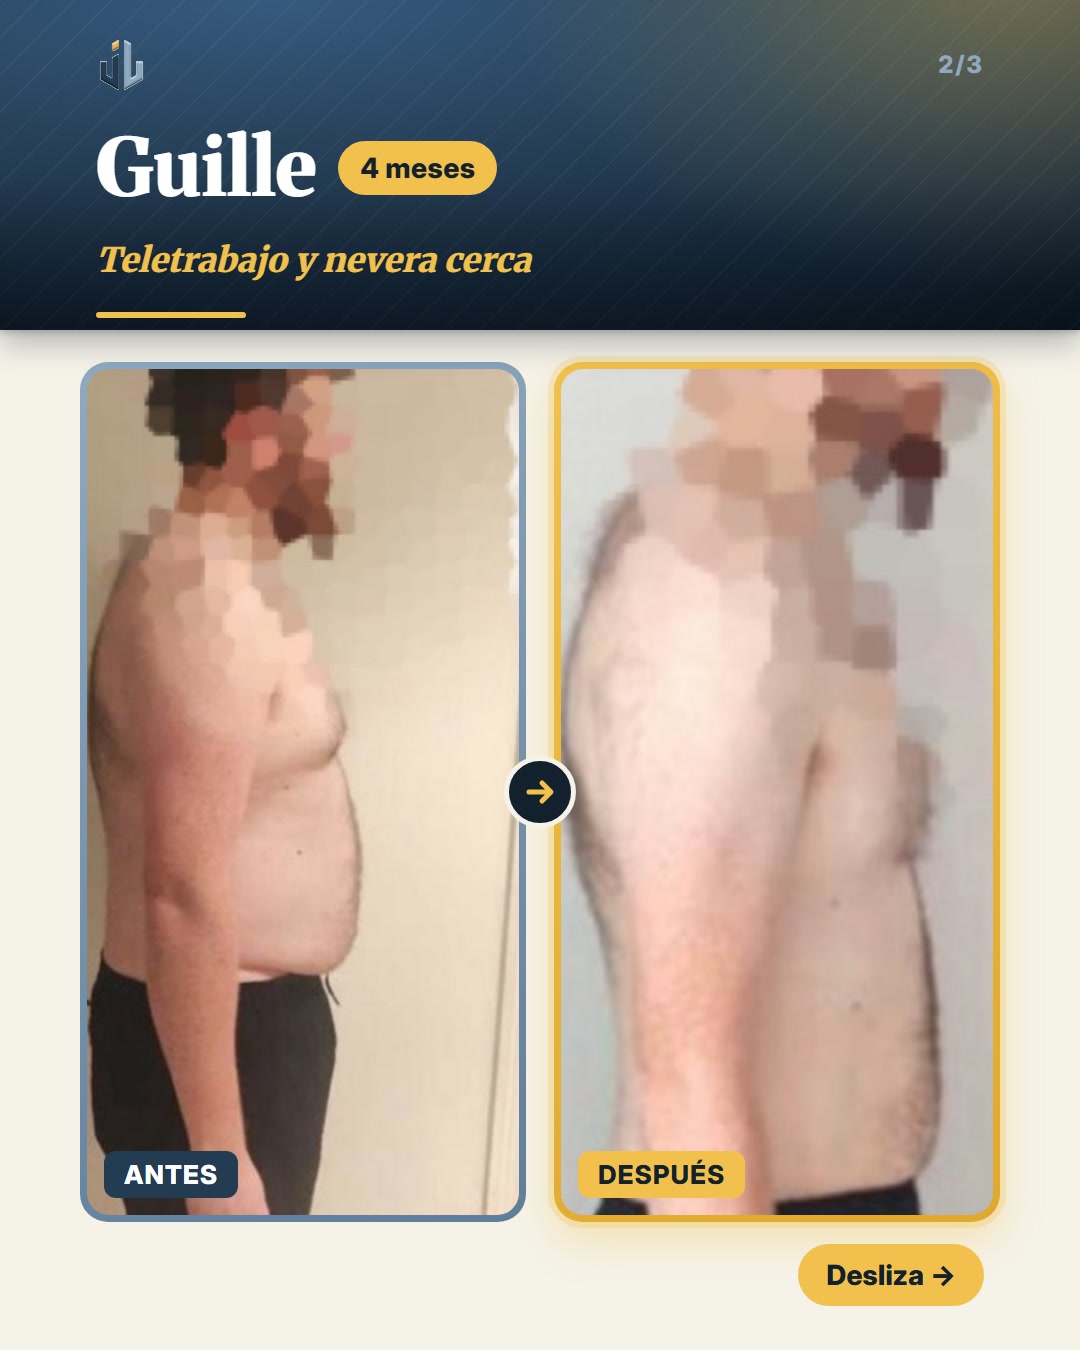 2/3
Guille
4 meses
Teletrabajo y nevera cerca
ANTES
DESPUÉS
Desliza →